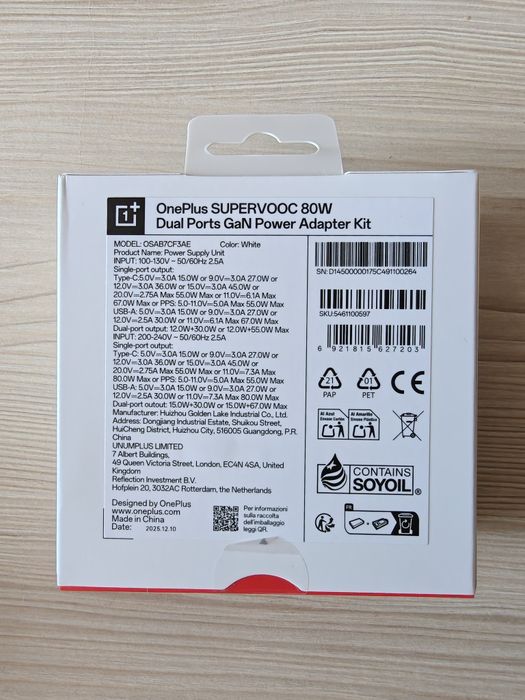 1+
OnePlus SUPERVOOC 80W
Dual Ports GaN Power Adapter Kit
MODEL: OSAB7CF3AE Color: White
Product Name: Power Supply Unit
INPUT: 100-130V ~ 50/60Hz 2.5A
Single-port output:
Type-C:5.0V⎓3.0A 15.0W or 9.0V⎓3.0A 27.0W or
12.0V⎓3.0A 36.0W or 15.0V⎓3.0A 45.0W or
20.0V⎓2.75A Max 55.0W Max or 11.0V⎓6.1A Max
67.0W Max or PPS: 5.0-11.0V⎓5.0A Max 55.0W Max
USB-A: 5.0V⎓3.0A 15.0W or 9.0V⎓3.0A 27.0W or
12.0V⎓2.5A 30.0W or 11.0V⎓6.1A Max 67.0W Max
Dual-port output: 12.0W+30.0W or 12.0W+55.0W Max
INPUT: 200-240V ~ 50/60Hz 2.5A
Single-port output:
Type-C: 5.0V⎓3.0A 15.0W or 9.0V⎓3.0A 27.0W or
12.0V⎓3.0A 36.0W or 15.0V⎓3.0A 45.0W or
20.0V⎓2.75A Max 55.0W Max or 11.0V⎓7.3A Max
80.0W Max or PPS: 5.0-11.0V⎓5.0A Max 55.0W Max
USB-A: 5.0V⎓3.0A 15.0W or 9.0V⎓3.0A 27.0W or
12.0V⎓2.5A 30.0W or 11.0V⎓7.3A Max 80.0W Max
Dual-port output: 15.0W+30.0W or 15.0W+67.0W Max
Manufacturer: Huizhou Golden Lake Industrial Co., Ltd.
Address: Dongjiang Industrial Estate, Shuikou Street,
HuiCheng District, Huizhou City, 516005 Guangdong, P.R.
China
UNUMPLUS LIMITED
7 Albert Buildings,
49 Queen Victoria Street, London, EC4N 4SA, United
Kingdom
Reflection Investment B.V.
Hofplein 20, 3032AC Rotterdam, the Netherlands
Designed by OnePlus
www.oneplus.com
Made in China
Date: 2025.12.10
Per informazioni
sulla raccolta
dell'imballaggio
leggi QR.
S/N: D14500000175C491100264
SKU:5461100597
6 921815 627203
21
PAP
01
PET
CE
Al Azul
Envase Cartón
Al Amarillo
Envase Plástico
CONTAINS
SOYOIL®
FR